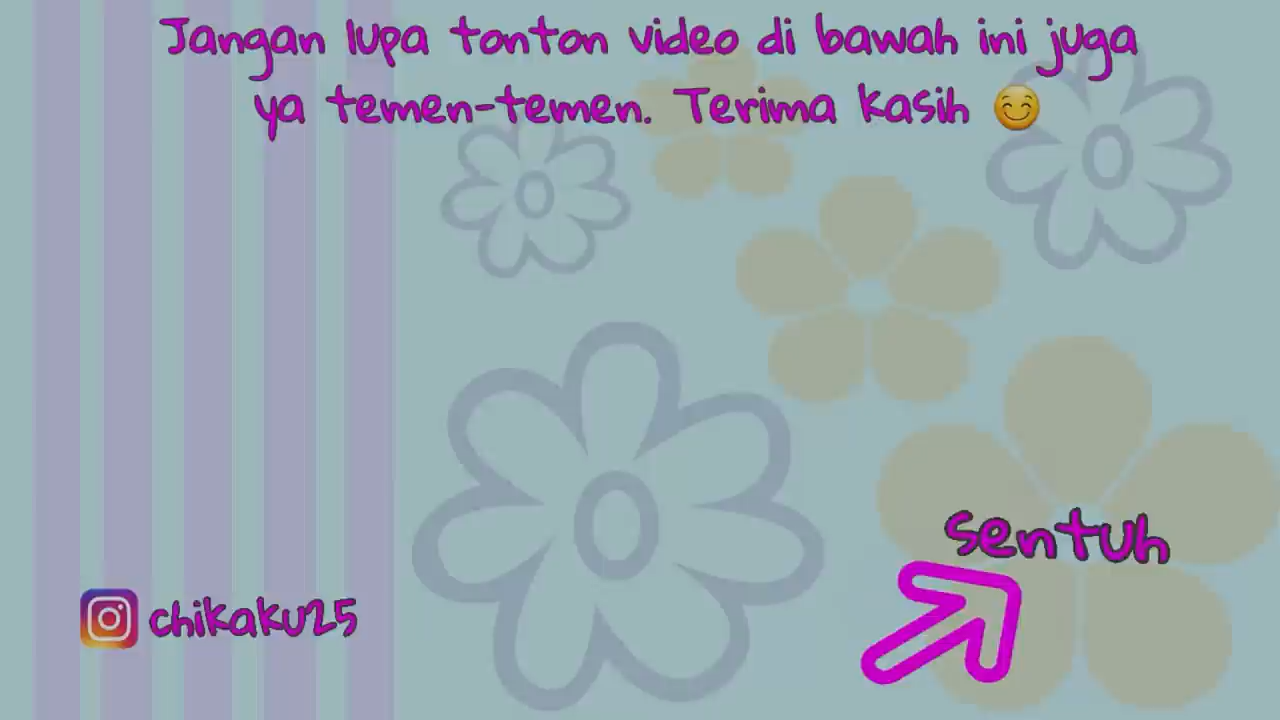 Jangan lupa tonton video di bawah ini juga
ya temen-temen. Terima kasih 😊
sentuh
chikaku25